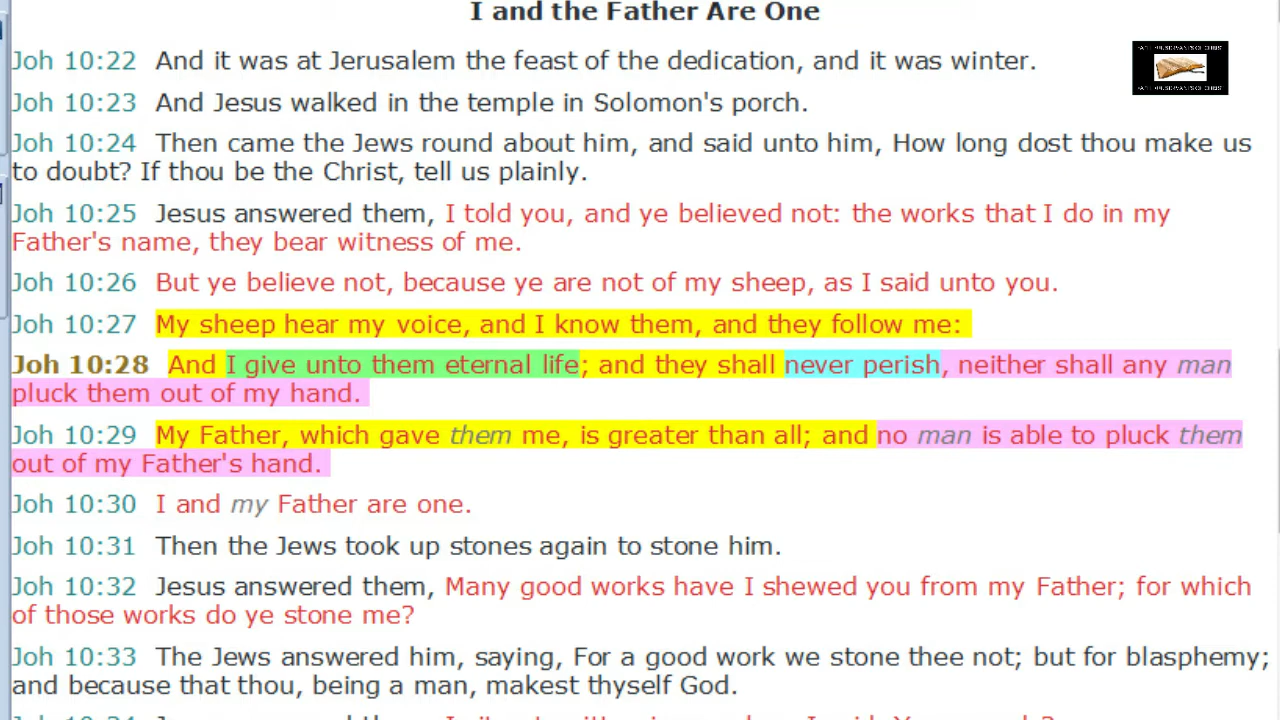 I and the Father Are One
Joh 10:22 And it was at Jerusalem the feast of the dedication, and it was winter.
Joh 10:23 And Jesus walked in the temple in Solomon's porch.
Joh 10:24 Then came the Jews round about him, and said unto him, How long dost thou make us
to doubt? If thou be the Christ, tell us plainly.
Joh 10:25 Jesus answered them, I told you, and ye believed not: the works that I do in my
Father's name, they bear witness of me.
Joh 10:26 But ye believe not, because ye are not of my sheep, as I said unto you.
Joh 10:27 My sheep hear my voice, and I know them, and they follow me:
Joh 10:28 And I give unto them eternal life; and they shall never perish, neither shall any man
pluck them out of my hand.
Joh 10:29 My Father, which gave them me, is greater than all; and no man is able to pluck them
out of my Father's hand.
Joh 10:30 I and my Father are one.
Joh 10:31 Then the Jews took up stones again to stone him.
Joh 10:32 Jesus answered them, Many good works have I shewed you from my Father; for which
of those works do ye stone me?
Joh 10:33 The Jews answered him, saying, For a good work we stone thee not; but for blasphemy;
and because that thou, being a man, makest thyself God.